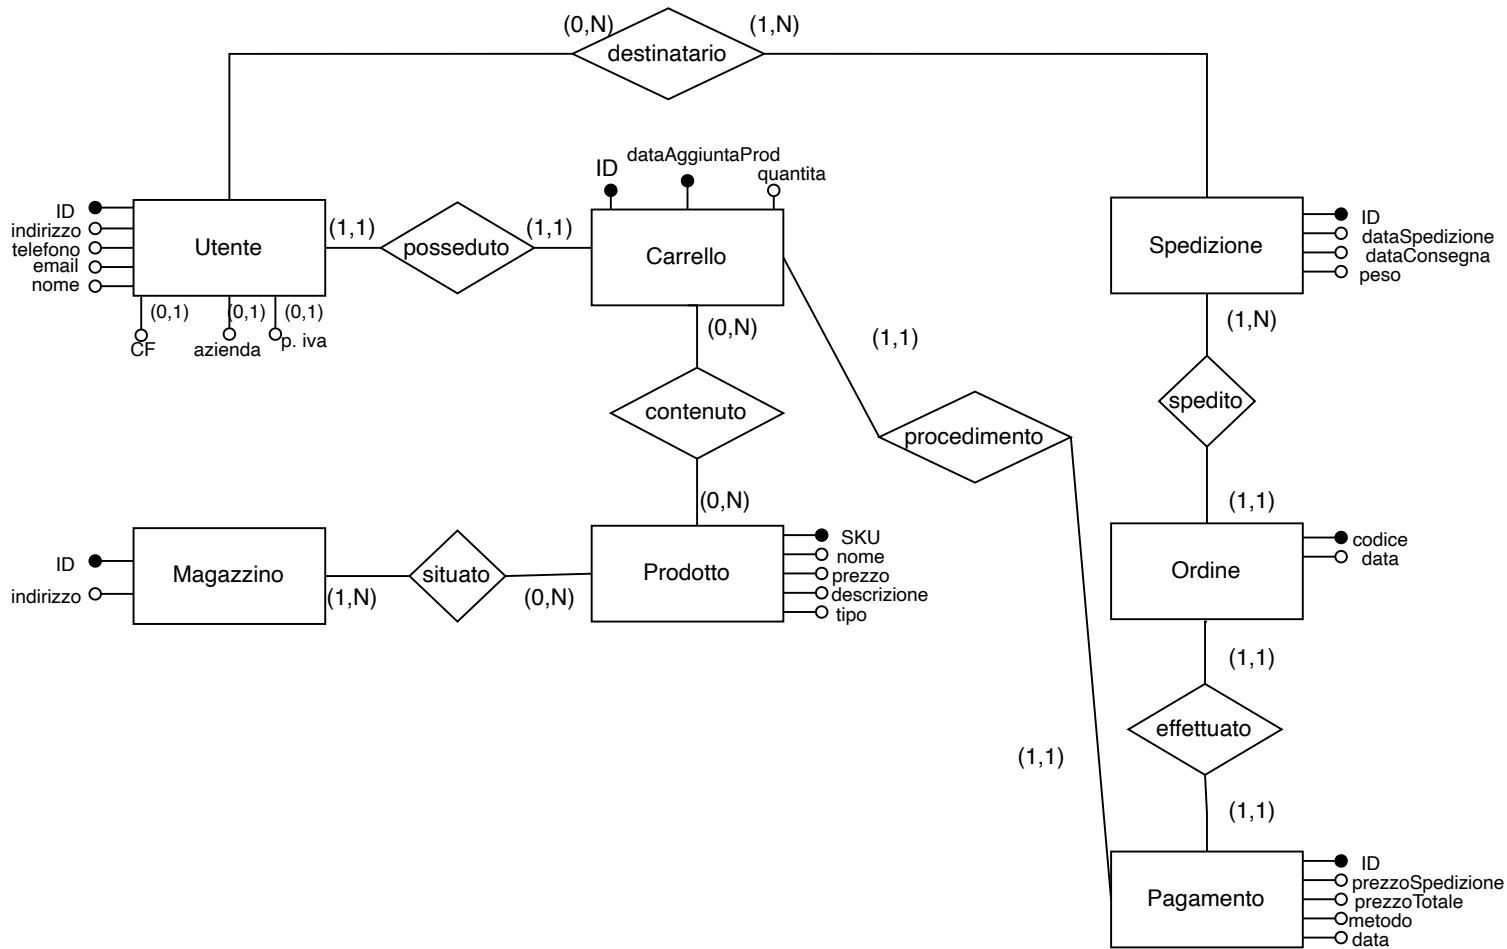 (0,N)
(1,N)
destinatario
ID
dataAggiuntaProd
quantita
ID
indirizzo
telefono
email
nome
Utente
(1,1)
posseduto
(1,1)
Carrello
Spedizione
ID
dataSpedizione
dataConsegna
peso
(0,1)
(0,1)
(0,1)
CF
azienda
p. iva
(0,N)
(1,1)
(1,N)
contenuto
spedito
procedimento
(0,N)
(1,1)
ID
indirizzo
Magazzino
(1,N)
situato
(0,N)
Prodotto
SKU
nome
prezzo
descrizione
tipo
Ordine
codice
data
(1,1)
effettuato
(1,1)
(1,1)
Pagamento
ID
prezzoSpedizione
prezzoTotale
metodo
data